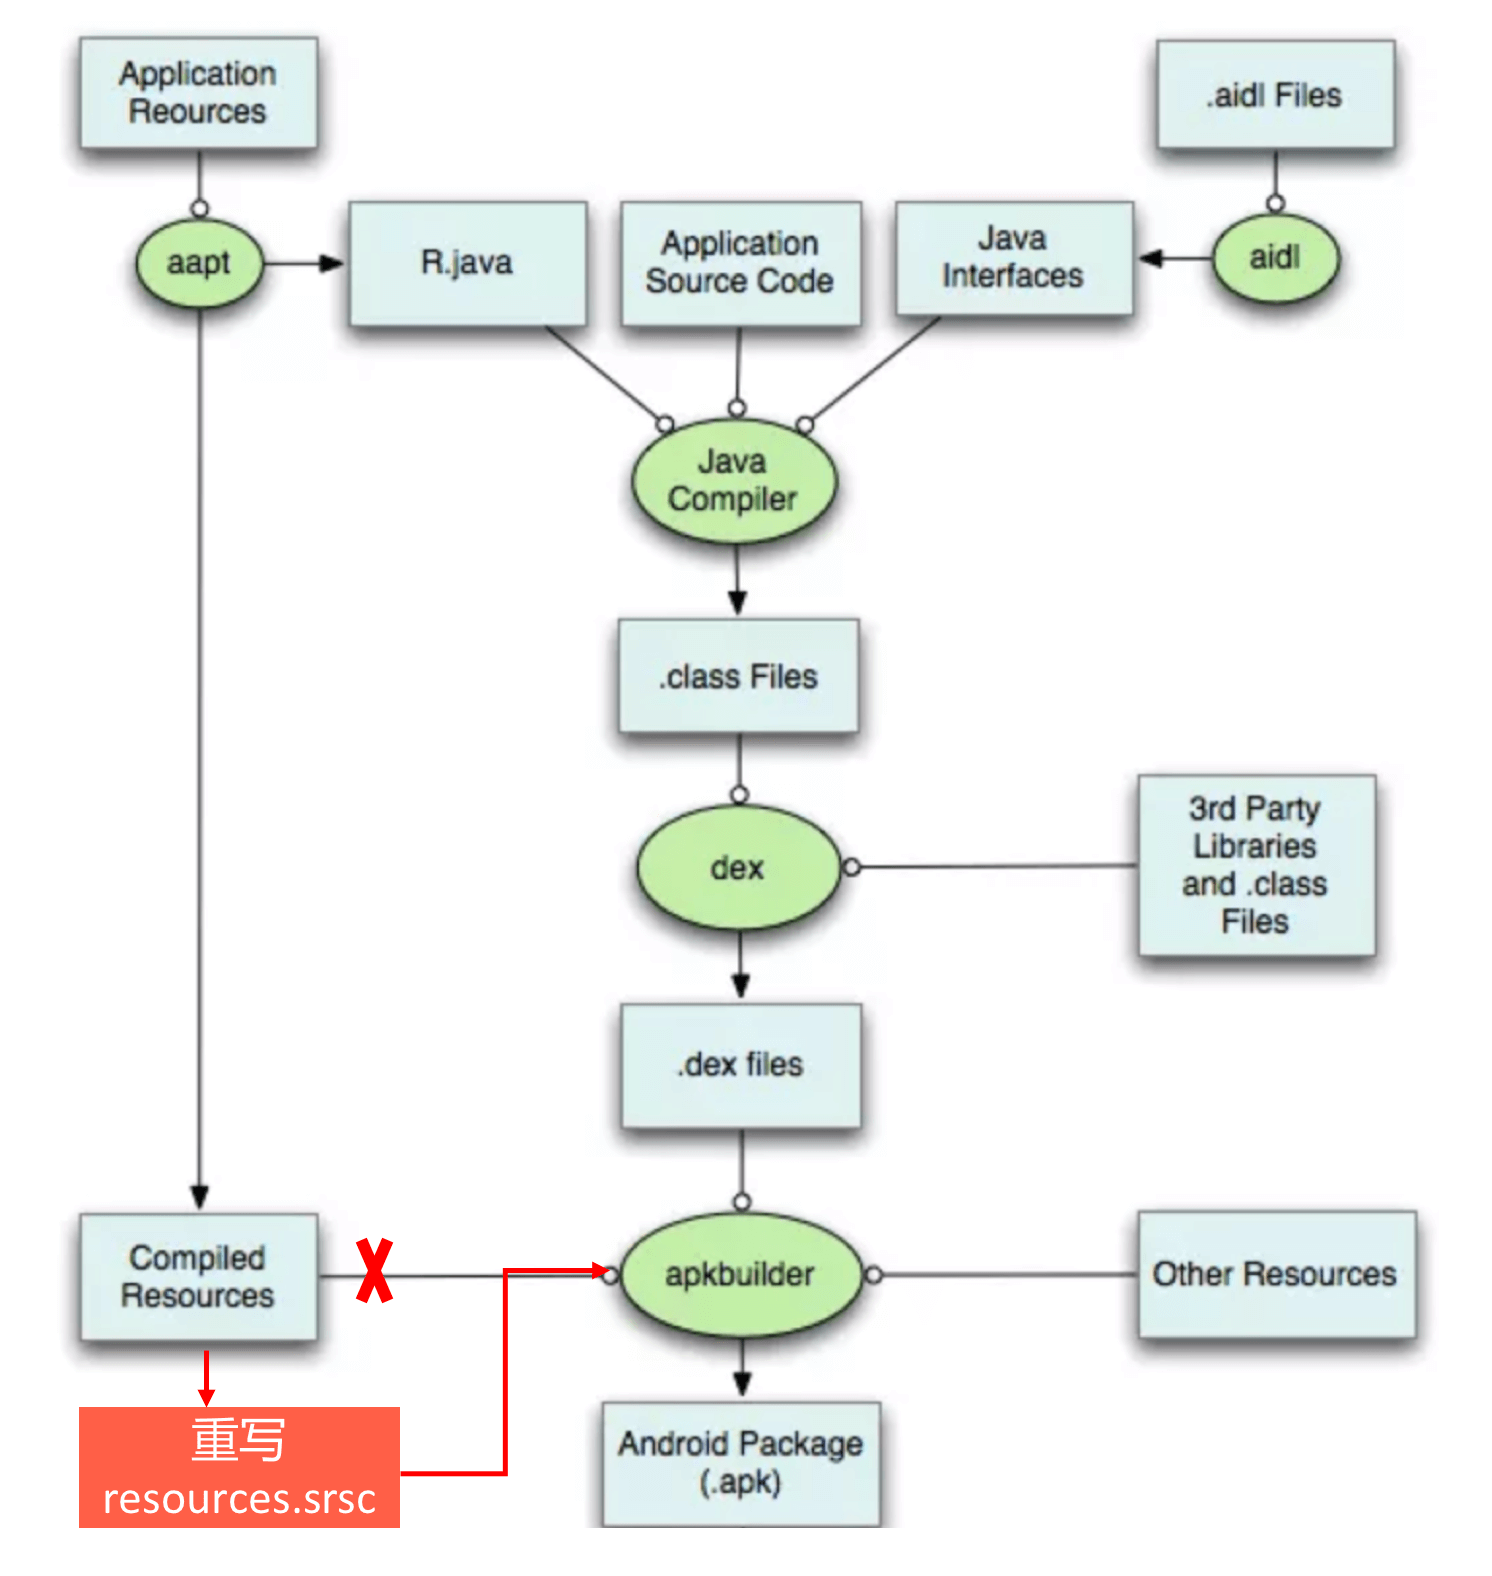 Application
Reources
.aidl Files
aapt
R.java
Application
Source Code
Java
Interfaces
aidl
Java
Compiler
.class Files
dex
3rd Party
Libraries
and .class
Files
.dex files
Compiled
Resources
apkbuilder
Other Resources
重写
resources.srsc
Android Package
(.apk)